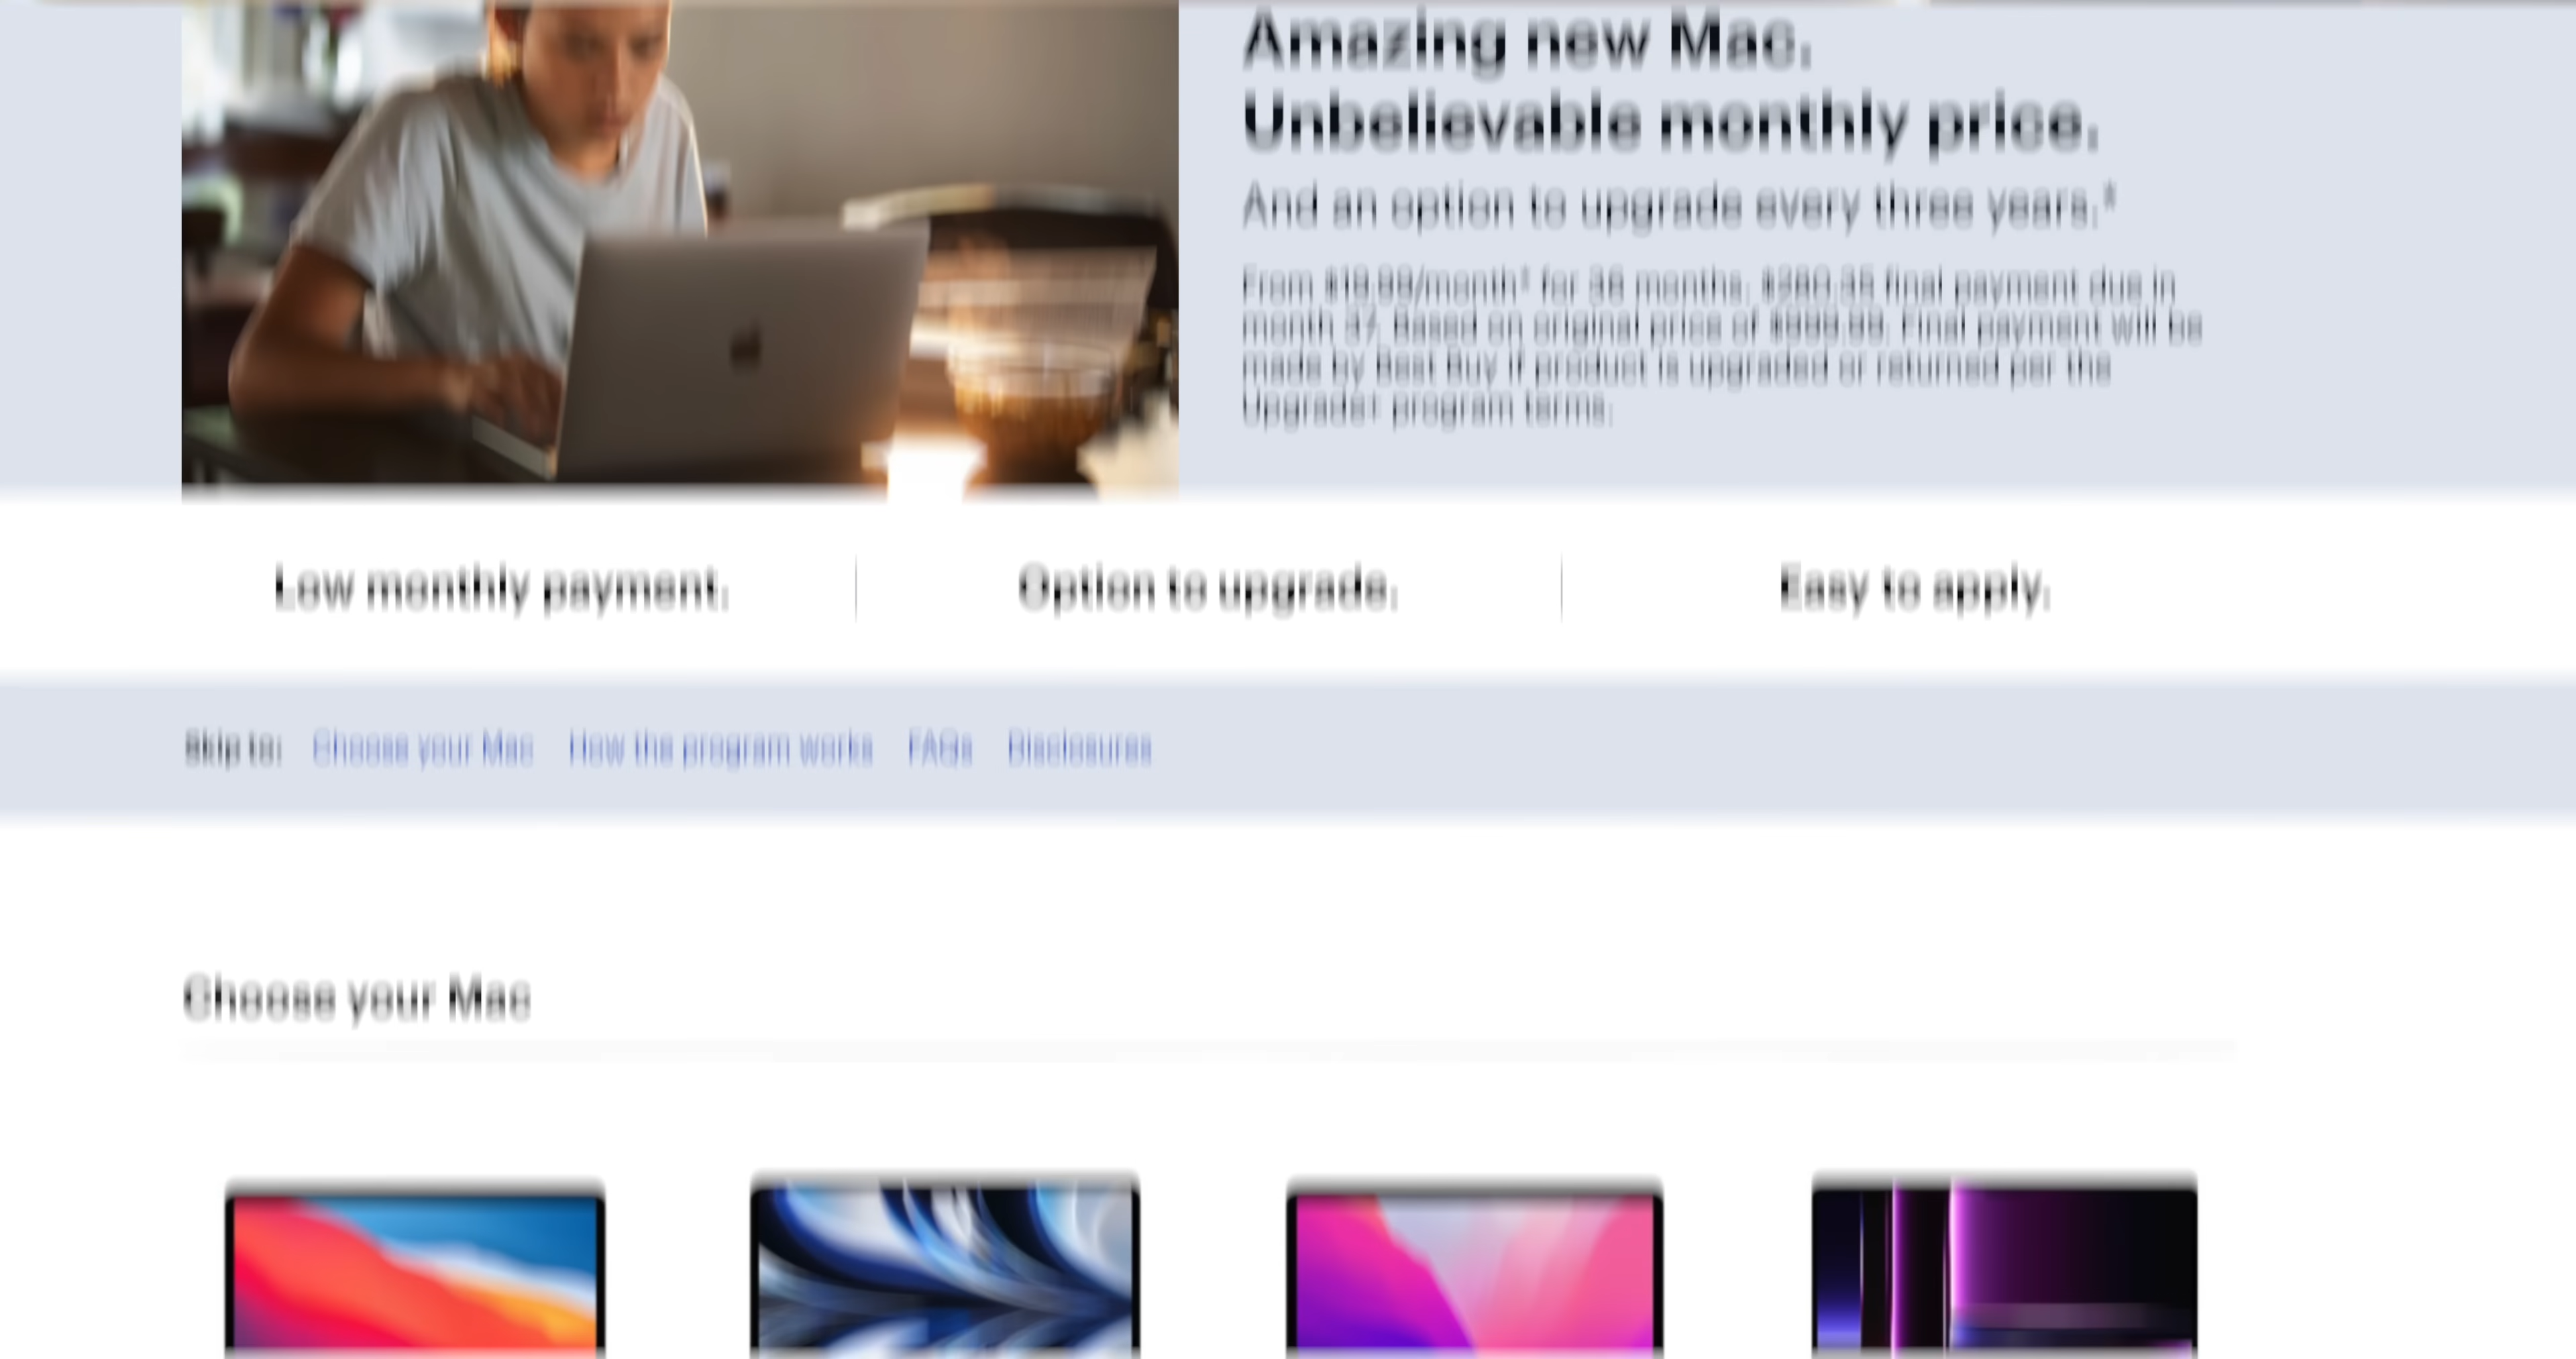 Amazing new Mac.
Unbelievable monthly price.
And an option to upgrade every three years.
From $19.99/month for 36 months. $280.35 final payment due in
month 37. Based on original price of $999.99. Final payment will be
made by Best Buy if product is upgraded or returned per the
Upgrade+ program terms.
Low monthly payment.
Option to upgrade.
Easy to apply.
Skip to: Choose your Mac How the program works FAQs Disclosures
Choose your Mac